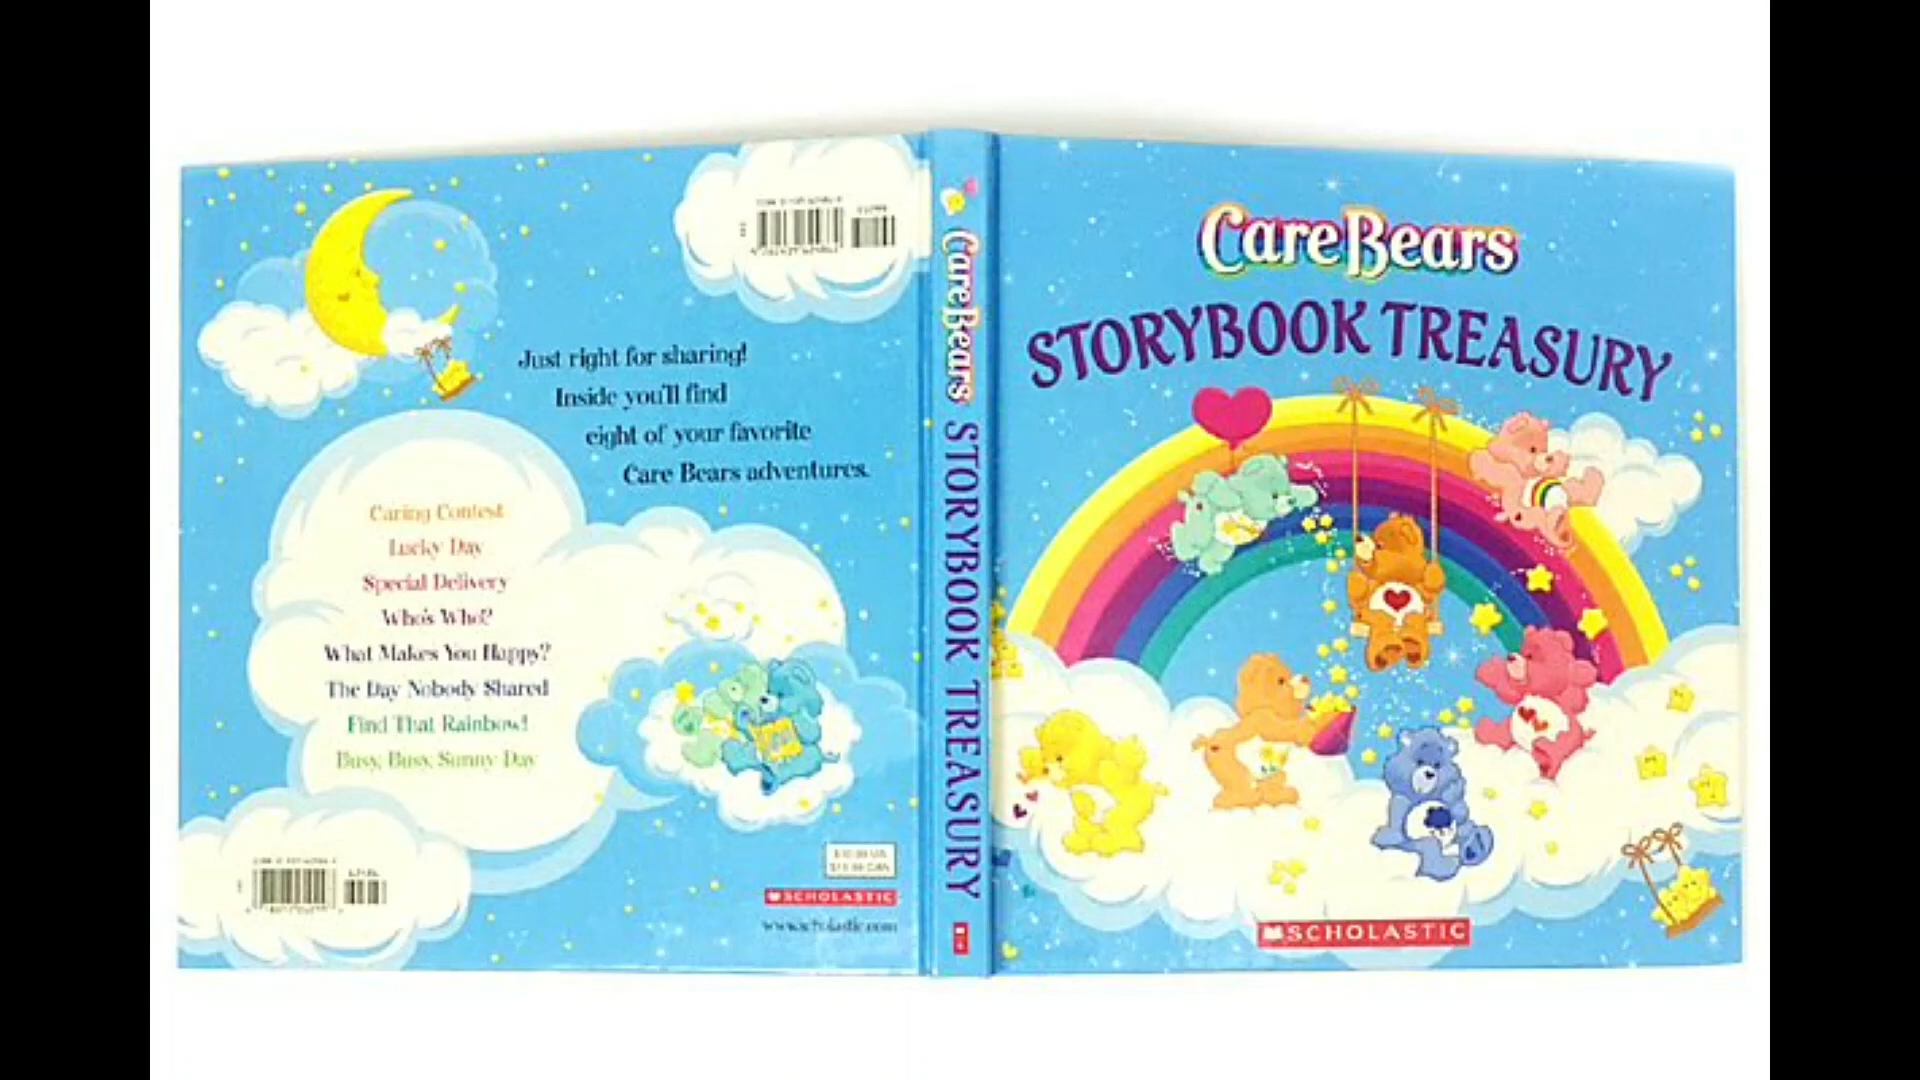 Just right for sharing!
Inside you'll find
eight of your favorite
Care Bears adventures.
Caring Contest
Lucky Day
Special Delivery
Who's Who?
What Makes You Happy?
The Day Nobody Shared
Find That Rainbow!
Busy, Busy, Sunny Day
SCHOLASTIC
www.scholastic.com
Care Bears STORYBOOK TREASURY
Care Bears
STORYBOOK TREASURY
SCHOLASTIC